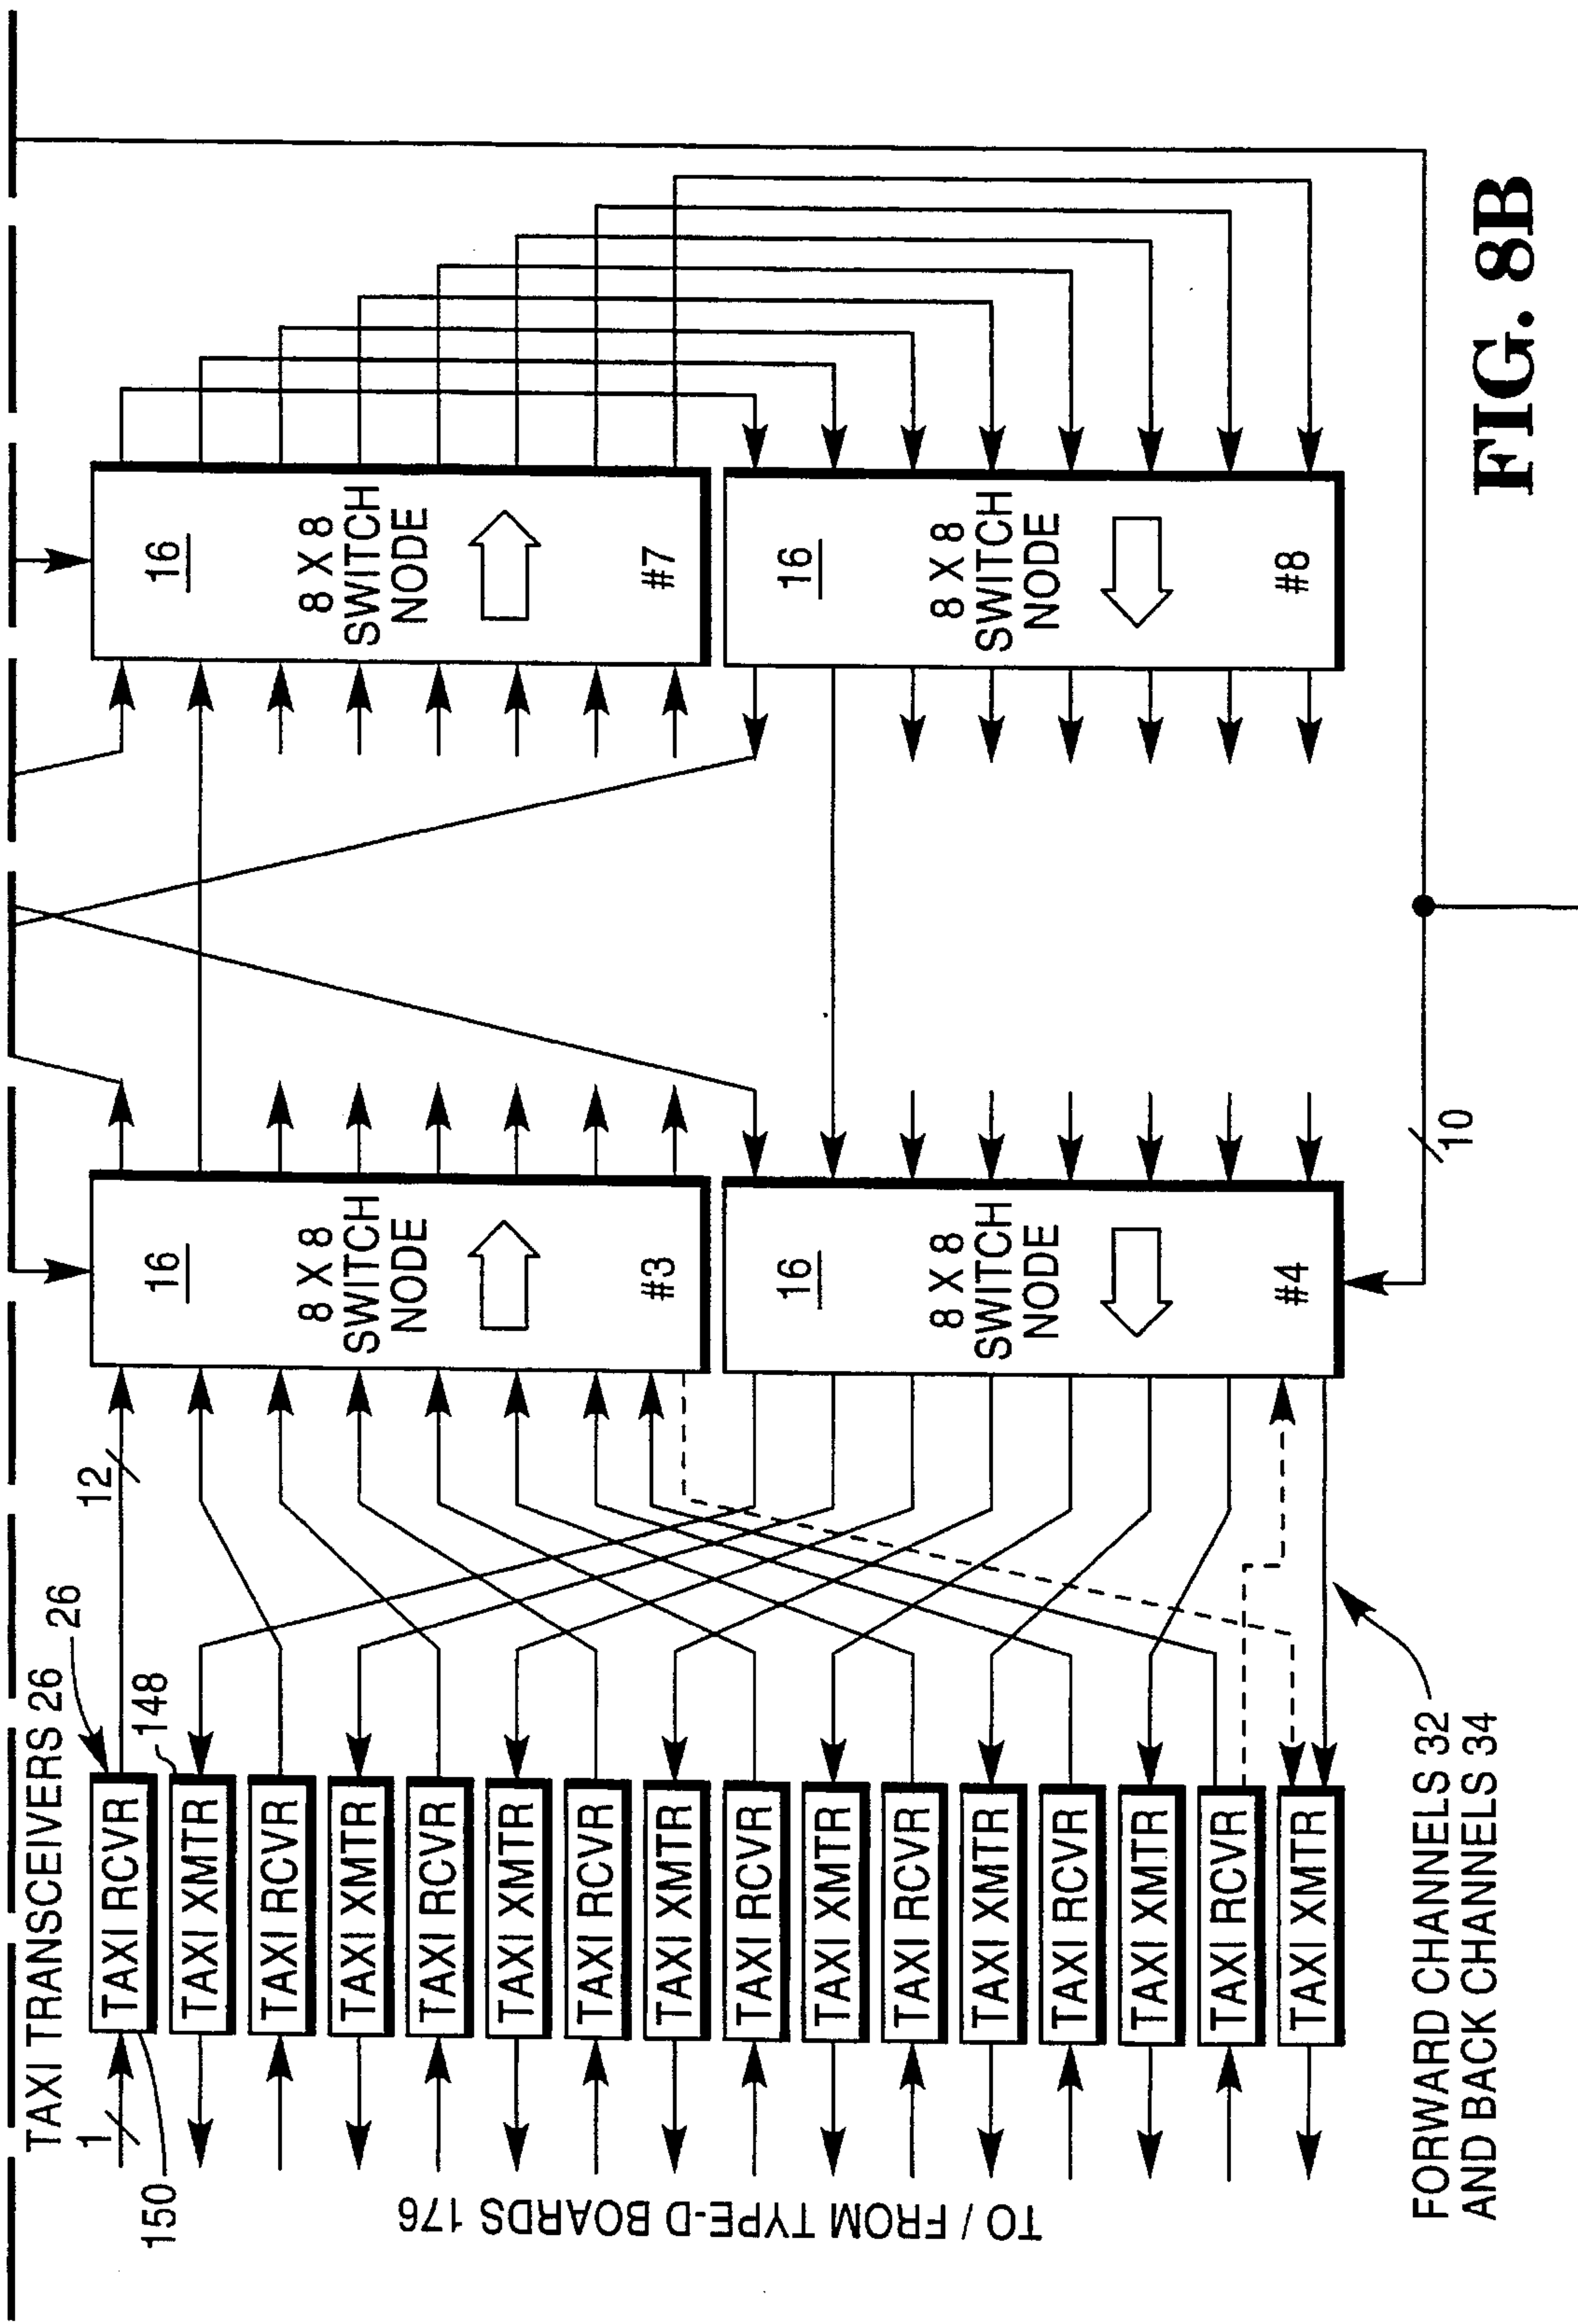 TAXI TRANSCEIVERS 26
26
1
12
150
148
TAXI RCVR
TAXI XMTR
TAXI RCVR
TAXI XMTR
TAXI RCVR
TAXI XMTR
TAXI RCVR
TAXI XMTR
TAXI RCVR
TAXI XMTR
TAXI RCVR
TAXI XMTR
TAXI RCVR
TAXI XMTR
TAXI RCVR
TAXI XMTR
TO / FROM TYPE-D BOARDS 176
16
8 X 8
SWITCH
NODE
#3
16
8 X 8
SWITCH
NODE
#4
16
8 X 8
SWITCH
NODE
#7
16
8 X 8
SWITCH
NODE
#8
10
FORWARD CHANNELS 32
AND BACK CHANNELS 34
FIG. 8B